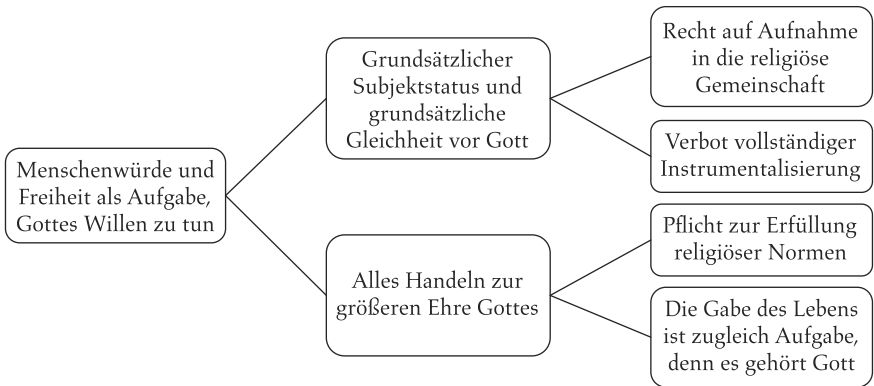 Menschenwürde und
Freiheit als Aufgabe,
Gottes Willen zu tun
Grundsätzlicher
Subjektstatus und
grundsätzliche
Gleichheit vor Gott
Recht auf Aufnahme
in die religiöse
Gemeinschaft
Verbot vollständiger
Instrumentalisierung
Alles Handeln zur
größeren Ehre Gottes
Pflicht zur Erfüllung
religiöser Normen
Die Gabe des Lebens
ist zugleich Aufgabe,
denn es gehört Gott